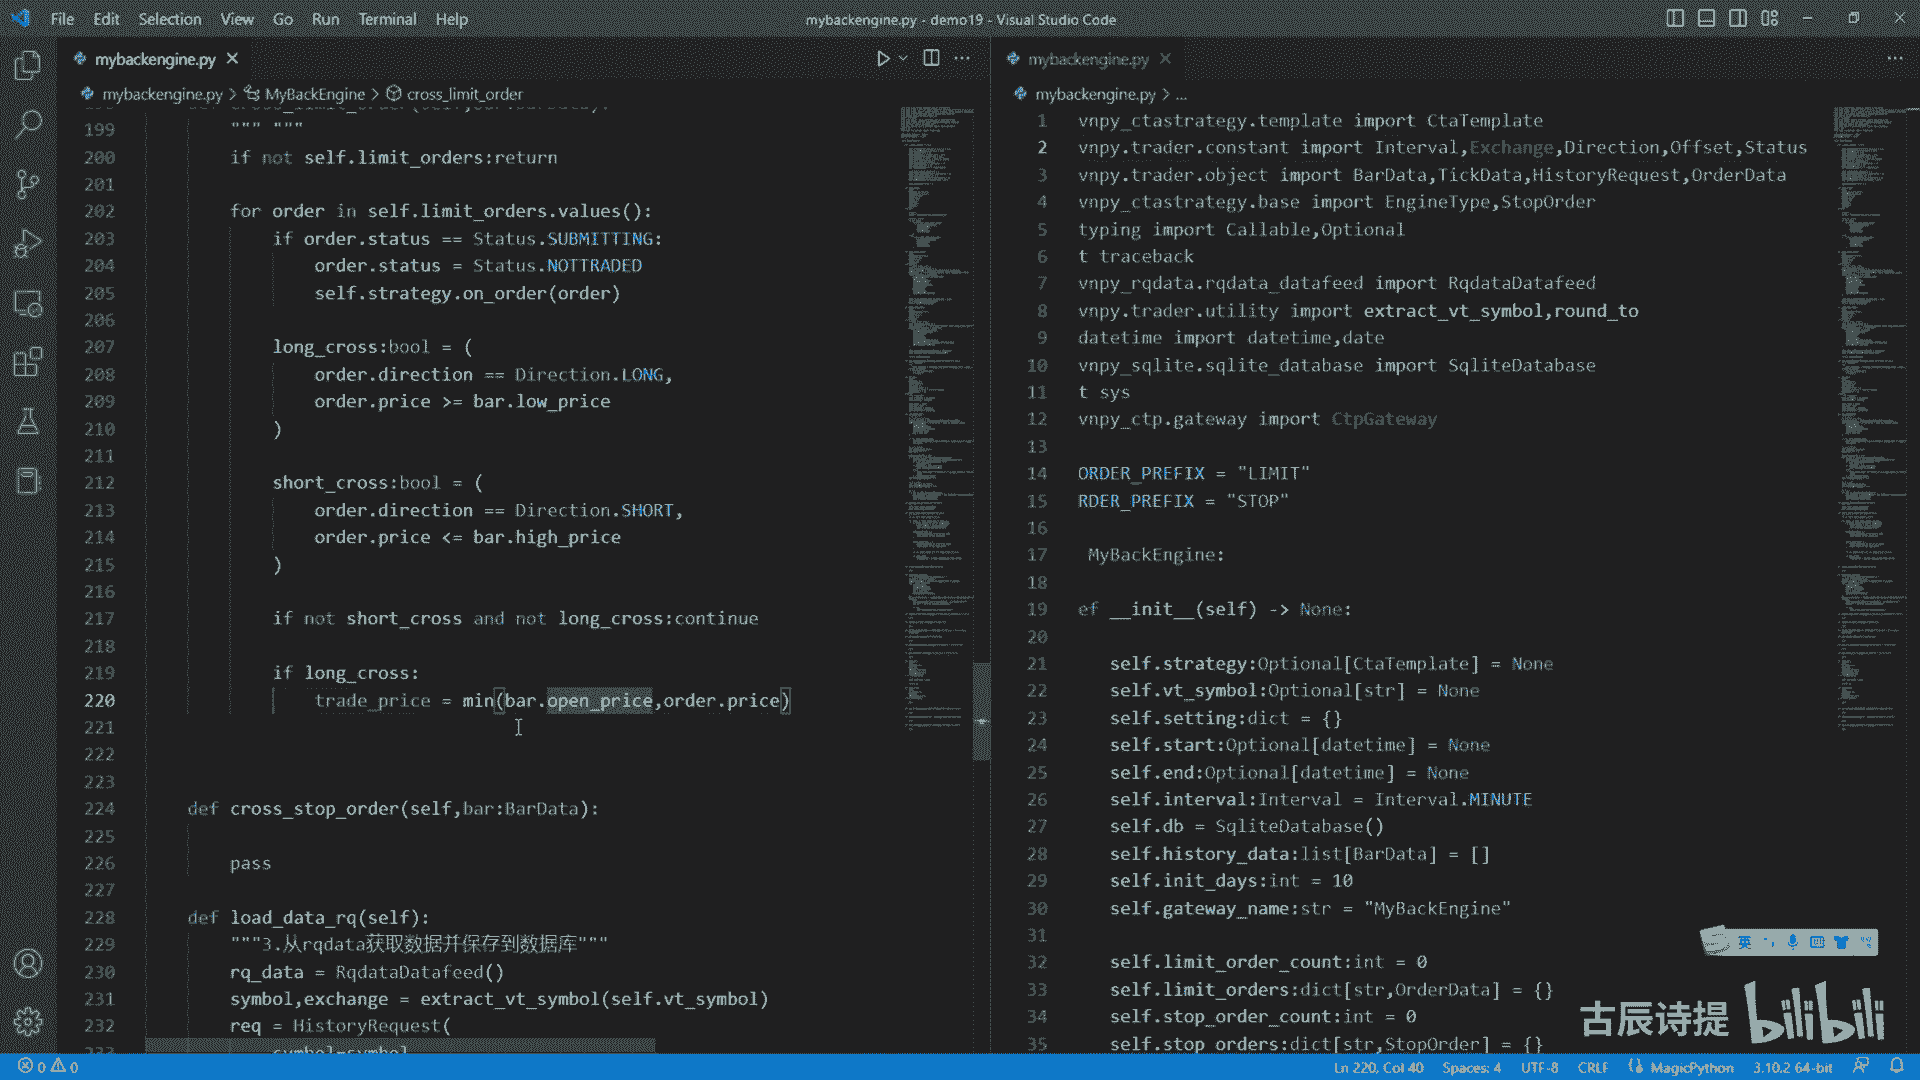 File Edit Selection View Go Run Terminal Help
mybackengine.py - demo19 - Visual Studio Code
mybackengine.py
mybackengine.py > MyBackEngine > cross_limit_order
199 """ """
200 if not self.limit_orders:return
201
202 for order in self.limit_orders.values():
203 if order.status == Status.SUBMITTING:
204 order.status = Status.NOTTRADED
205 self.strategy.on_order(order)
206
207 long_cross:bool = (
208 order.direction == Direction.LONG,
209 order.price >= bar.low_price
210 )
211
212 short_cross:bool = (
213 order.direction == Direction.SHORT,
214 order.price <= bar.high_price
215 )
216
217 if not short_cross and not long_cross:continue
218
219 if long_cross:
220 trade_price = min(bar.open_price,order.price)
221
222
223
224 def cross_stop_order(self,bar:BarData):
225
226 pass
227
228 def load_data_rq(self):
229 """3.从rqdata获取数据并保存到数据库"""
230 rq_data = RqdataDatafeed()
231 symbol,exchange = extract_vt_symbol(self.vt_symbol)
232 req = HistoryRequest(
mybackengine.py
mybackengine.py > ...
1 vnpy_ctastrategy.template import CtaTemplate
2 vnpy.trader.constant import Interval,Exchange,Direction,Offset,Status
3 vnpy.trader.object import BarData,TickData,HistoryRequest,OrderData
4 vnpy_ctastrategy.base import EngineType,StopOrder
5 typing import Callable,Optional
6 t traceback
7 vnpy_rqdata.rqdata_datafeed import RqdataDatafeed
8 vnpy.trader.utility import extract_vt_symbol,round_to
9 datetime import datetime,date
10 vnpy_sqlite.sqlite_database import SqliteDatabase
11 t sys
12 vnpy_ctp.gateway import CtpGateway
13
14 ORDER_PREFIX = "LIMIT"
15 RDER_PREFIX = "STOP"
16
17 MyBackEngine:
18
19 ef __init__(self) -> None:
20
21 self.strategy:Optional[CtaTemplate] = None
22 self.vt_symbol:Optional[str] = None
23 self.setting:dict = {}
24 self.start:Optional[datetime] = None
25 self.end:Optional[datetime] = None
26 self.interval:Interval = Interval.MINUTE
27 self.db = SqliteDatabase()
28 self.history_data:list[BarData] = []
29 self.init_days:int = 10
30 self.gateway_name:str = "MyBackEngine"
31
32 self.limit_order_count:int = 0
33 self.limit_orders:dict[str,OrderData] = {}
34 self.stop_order_count:int = 0
35 self.stop_orders:dict[str,StopOrder] = {}
英
古辰诗提 bilibili
0 0
Ln 220, Col 40 Spaces: 4 UTF-8 CRLF MagicPython 3.10.2 64-bit